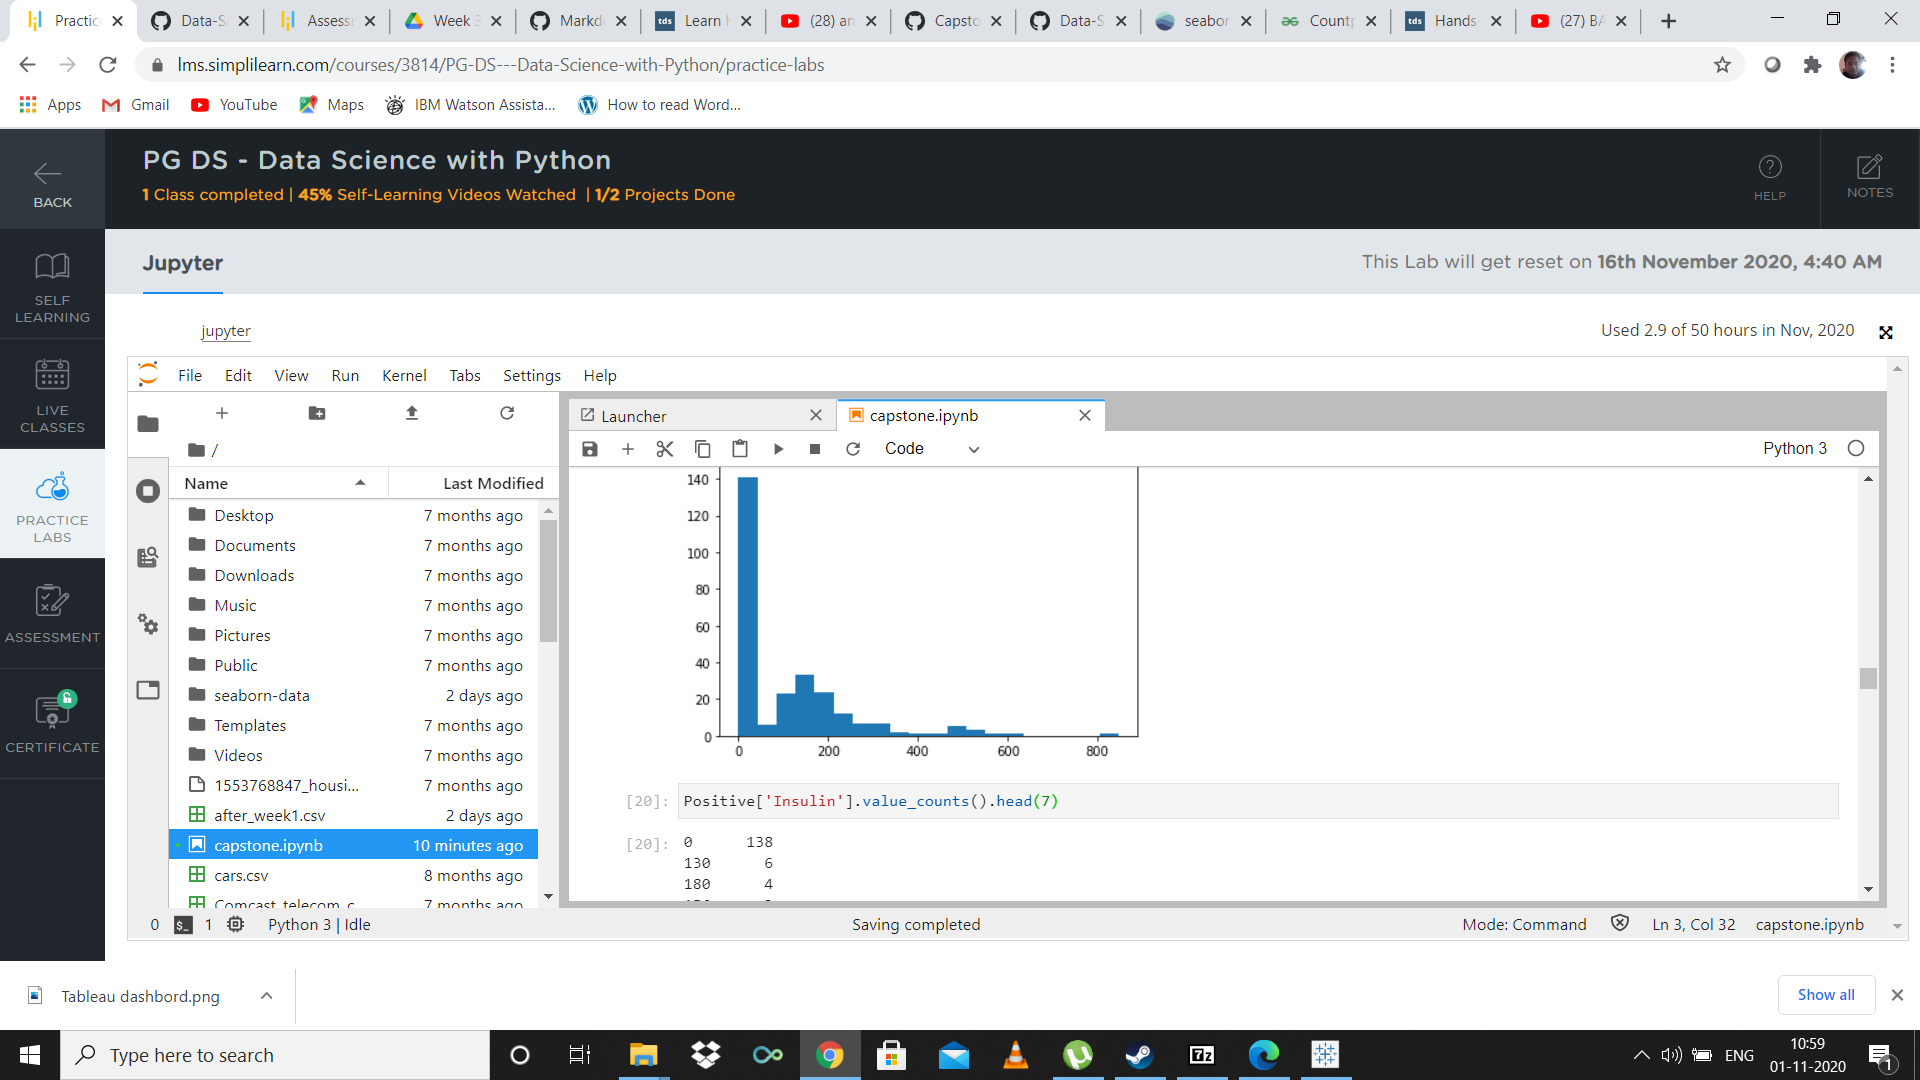 Practic
Data-S
Assessm
Week 3
Markd
Learn
(28) an
Capsto
Data-S
seabor
Countp
Hands
(27) BA
lms.simplilearn.com/courses/3814/PG-DS---Data-Science-with-Python/practice-labs
Apps
Gmail
YouTube
Maps
IBM Watson Assista...
How to read Word...
BACK
PG DS - Data Science with Python
1 Class completed | 45% Self-Learning Videos Watched | 1/2 Projects Done
HELP
NOTES
SELF
LEARNING
LIVE
CLASSES
PRACTICE
LABS
ASSESSMENT
CERTIFICATE
Jupyter
This Lab will get reset on 16th November 2020, 4:40 AM
jupyter
Used 2.9 of 50 hours in Nov, 2020
File Edit View Run Kernel Tabs Settings Help
/
Name Last Modified
Desktop 7 months ago
Documents 7 months ago
Downloads 7 months ago
Music 7 months ago
Pictures 7 months ago
Public 7 months ago
seaborn-data 2 days ago
Templates 7 months ago
Videos 7 months ago
1553768847_housi... 7 months ago
after_week1.csv 2 days ago
capstone.ipynb 10 minutes ago
cars.csv 8 months ago
Comcast_telecom_c 7 months ago
Launcher
capstone.ipynb
Code
Python 3
140
120
100
80
60
40
20
0
0 200 400 600 800
[20]: Positive['Insulin'].value_counts().head(7)
[20]: 0 138
130 6
180 4
0 $_ 1 Python 3 | Idle
Saving completed
Mode: Command
Ln 3, Col 32
capstone.ipynb
Tableau dashbord.png
Show all
Type here to search
7z
ENG
10:59
01-11-2020
1